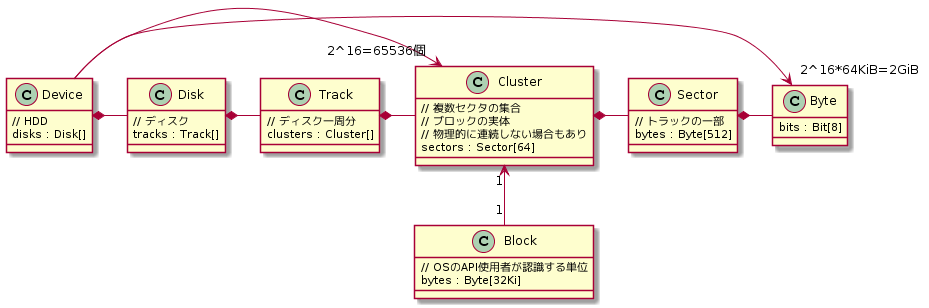 2^16=65536個
2^16*64KiB=2GiB
C Device
// HDD
disks : Disk[]
C Disk
// ディスク
tracks : Track[]
C Track
// ディスク一周分
clusters : Cluster[]
C Cluster
// 複数セクタの集合
// ブロックの実体
// 物理的に連続しない場合もあり
sectors : Sector[64]
C Sector
// トラックの一部
bytes : Byte[512]
C Byte
bits : Bit[8]
1
1
C Block
// OSのAPI使用者が認識する単位
bytes : Byte[32Ki]